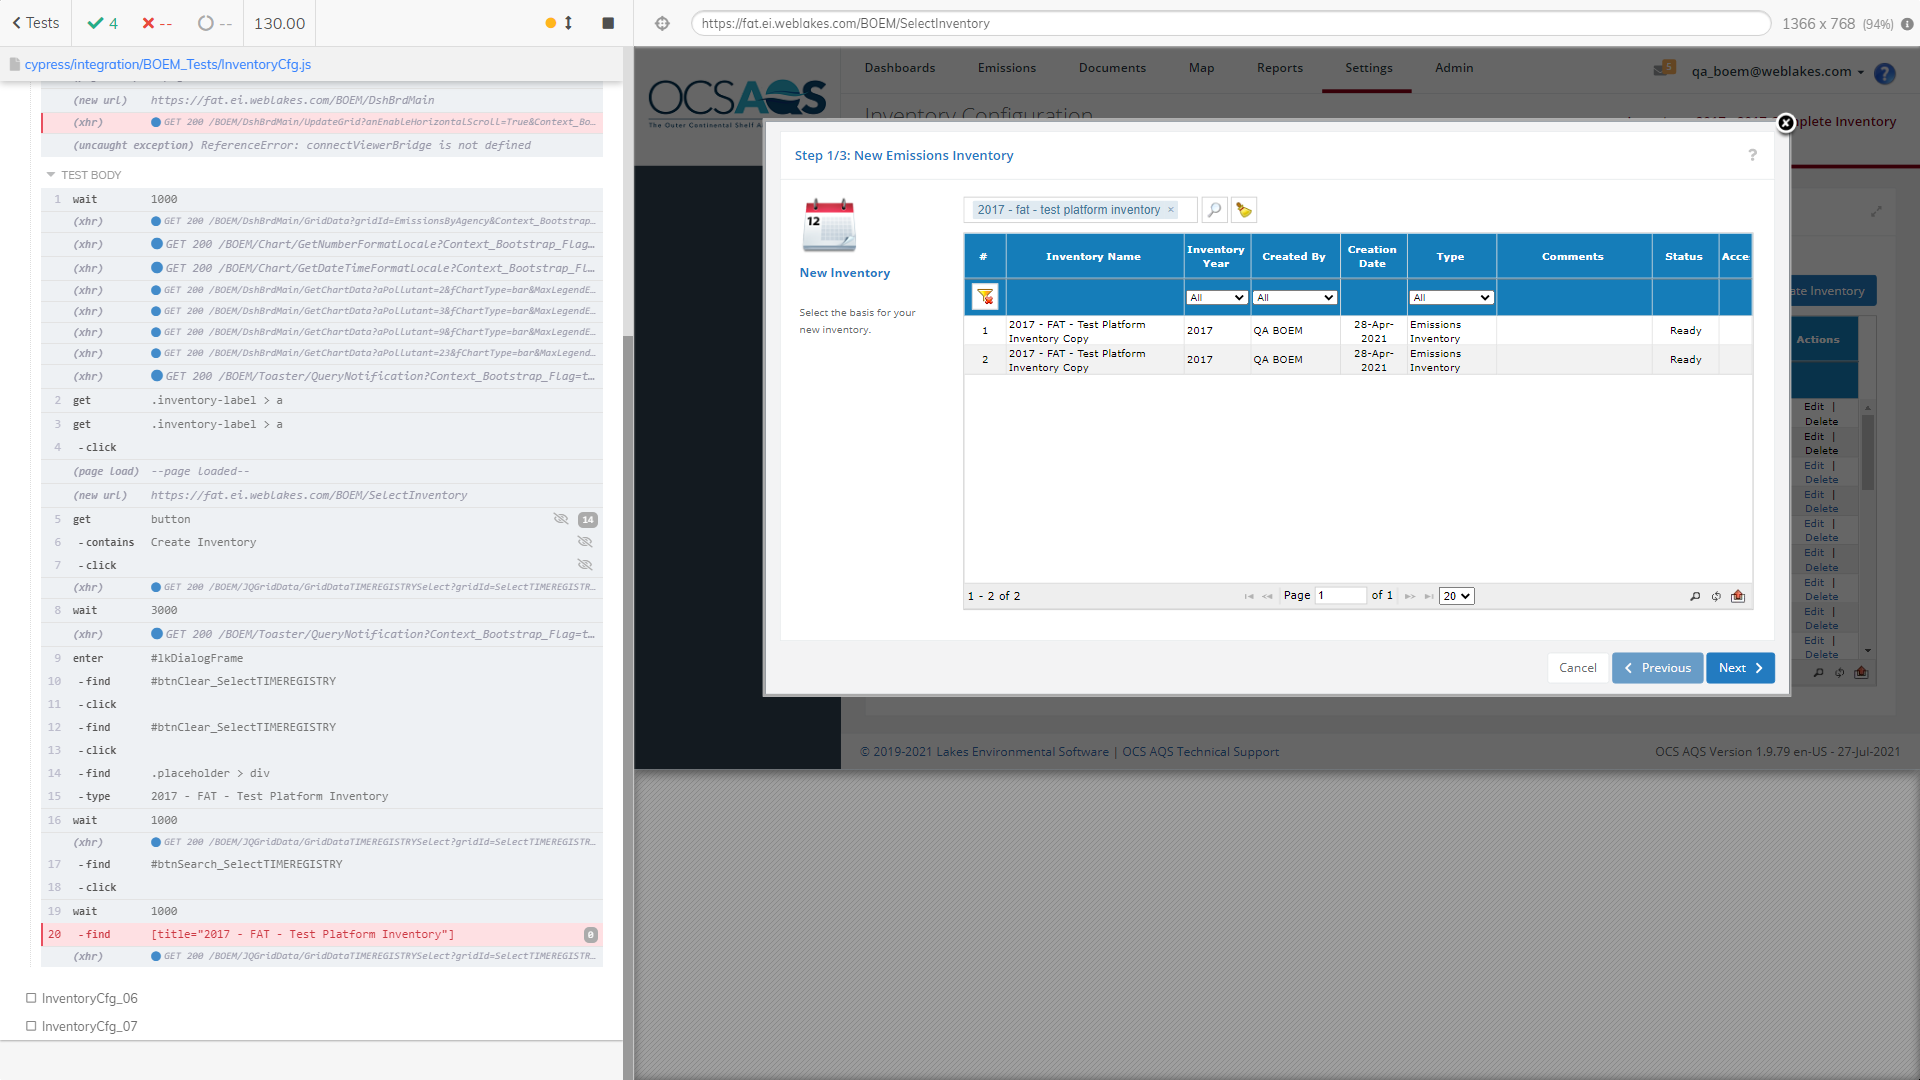 Tests
4
--
--
130.00
https://fat.ei.weblakes.com/BOEM/SelectInventory
1366 x 768 (94%)
cypress/integration/BOEM_Tests/InventoryCfg.js
(new url) https://fat.ei.weblakes.com/BOEM/DshBrdMain
(xhr) GET 200 /BOEM/DshBrdMain/UpdateGrid?anEnableHorizontalScroll=True&Context_Bo...
(uncaught exception) ReferenceError: connectViewerBridge is not defined
TEST BODY
1 wait 1000
(xhr) GET 200 /BOEM/DshBrdMain/GridData?gridId=EmissionsByAgency&Context_Bootstrap...
(xhr) GET 200 /BOEM/Chart/GetNumberFormatLocale?Context_Bootstrap_Flag...
(xhr) GET 200 /BOEM/Chart/GetDateTimeFormatLocale?Context_Bootstrap_Fl...
(xhr) GET 200 /BOEM/DshBrdMain/GetChartData?aPollutant=2&fChartType=bar&MaxLegendE...
(xhr) GET 200 /BOEM/DshBrdMain/GetChartData?aPollutant=3&fChartType=bar&MaxLegendE...
(xhr) GET 200 /BOEM/DshBrdMain/GetChartData?aPollutant=9&fChartType=bar&MaxLegendE...
(xhr) GET 200 /BOEM/DshBrdMain/GetChartData?aPollutant=23&fChartType=bar&MaxLegend...
(xhr) GET 200 /BOEM/Toaster/QueryNotification?Context_Bootstrap_Flag=t...
2 get .inventory-label > a
3 get .inventory-label > a
4 -click
(page load) --page loaded--
(new url) https://fat.ei.weblakes.com/BOEM/SelectInventory
5 get button 14
6 -contains Create Inventory
7 -click
(xhr) GET 200 /BOEM/JQGridData/GridDataTIMEREGISTRYSelect?gridId=SelectTIMEREGISTR...
8 wait 3000
(xhr) GET 200 /BOEM/Toaster/QueryNotification?Context_Bootstrap_Flag=t...
9 enter #lkDialogFrame
10 -find #btnClear_SelectTIMEREGISTRY
11 -click
12 -find #btnClear_SelectTIMEREGISTRY
13 -click
14 -find .placeholder > div
15 -type 2017 - FAT - Test Platform Inventory
16 wait 1000
(xhr) GET 200 /BOEM/JQGridData/GridDataTIMEREGISTRYSelect?gridId=SelectTIMEREGISTR...
17 -find #btnSearch_SelectTIMEREGISTRY
18 -click
19 wait 1000
20 -find [title="2017 - FAT - Test Platform Inventory"] 0
(xhr) GET 200 /BOEM/JQGridData/GridDataTIMEREGISTRYSelect?gridId=SelectTIMEREGISTR...
InventoryCfg_06
InventoryCfg_07
OCSAQS
The Outer Continental Shelf A
Dashboards Emissions Documents Map Reports Settings Admin
5 qa_boem@weblakes.com ?
Inventory Configuration
plete Inventory
Step 1/3: New Emissions Inventory ?
12
New Inventory
Select the basis for your
new inventory.
2017 - fat - test platform inventory ×
# Inventory Name Inventory Year Created By Creation Date Type Comments Status Acce
All All All
1 2017 - FAT - Test Platform Inventory Copy 2017 QA BOEM 28-Apr-2021 Emissions Inventory Ready
2 2017 - FAT - Test Platform Inventory Copy 2017 QA BOEM 28-Apr-2021 Emissions Inventory Ready
1 - 2 of 2 Page 1 of 1 20
Cancel Previous Next
ate Inventory
Actions
Edit |
Delete
Edit |
Delete
Edit |
Delete
Edit |
Delete
Edit |
Delete
Edit |
Delete
Edit |
Delete
Edit |
Delete
Edit |
Delete
© 2019-2021 Lakes Environmental Software | OCS AQS Technical Support
OCS AQS Version 1.9.79 en-US - 27-Jul-2021